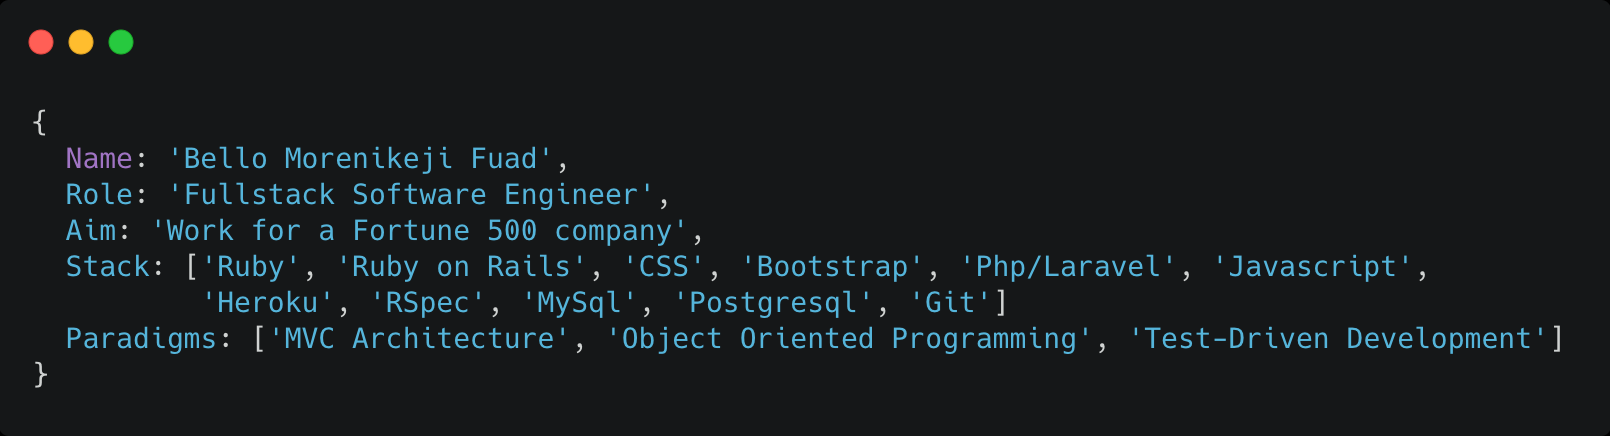 {
  Name: 'Bello Morenikeji Fuad',
  Role: 'Fullstack Software Engineer',
  Aim: 'Work for a Fortune 500 company',
  Stack: ['Ruby', 'Ruby on Rails', 'CSS', 'Bootstrap', 'Php/Laravel', 'Javascript',
          'Heroku', 'RSpec', 'MySql', 'Postgresql', 'Git']
  Paradigms: ['MVC Architecture', 'Object Oriented Programming', 'Test-Driven Development']
}